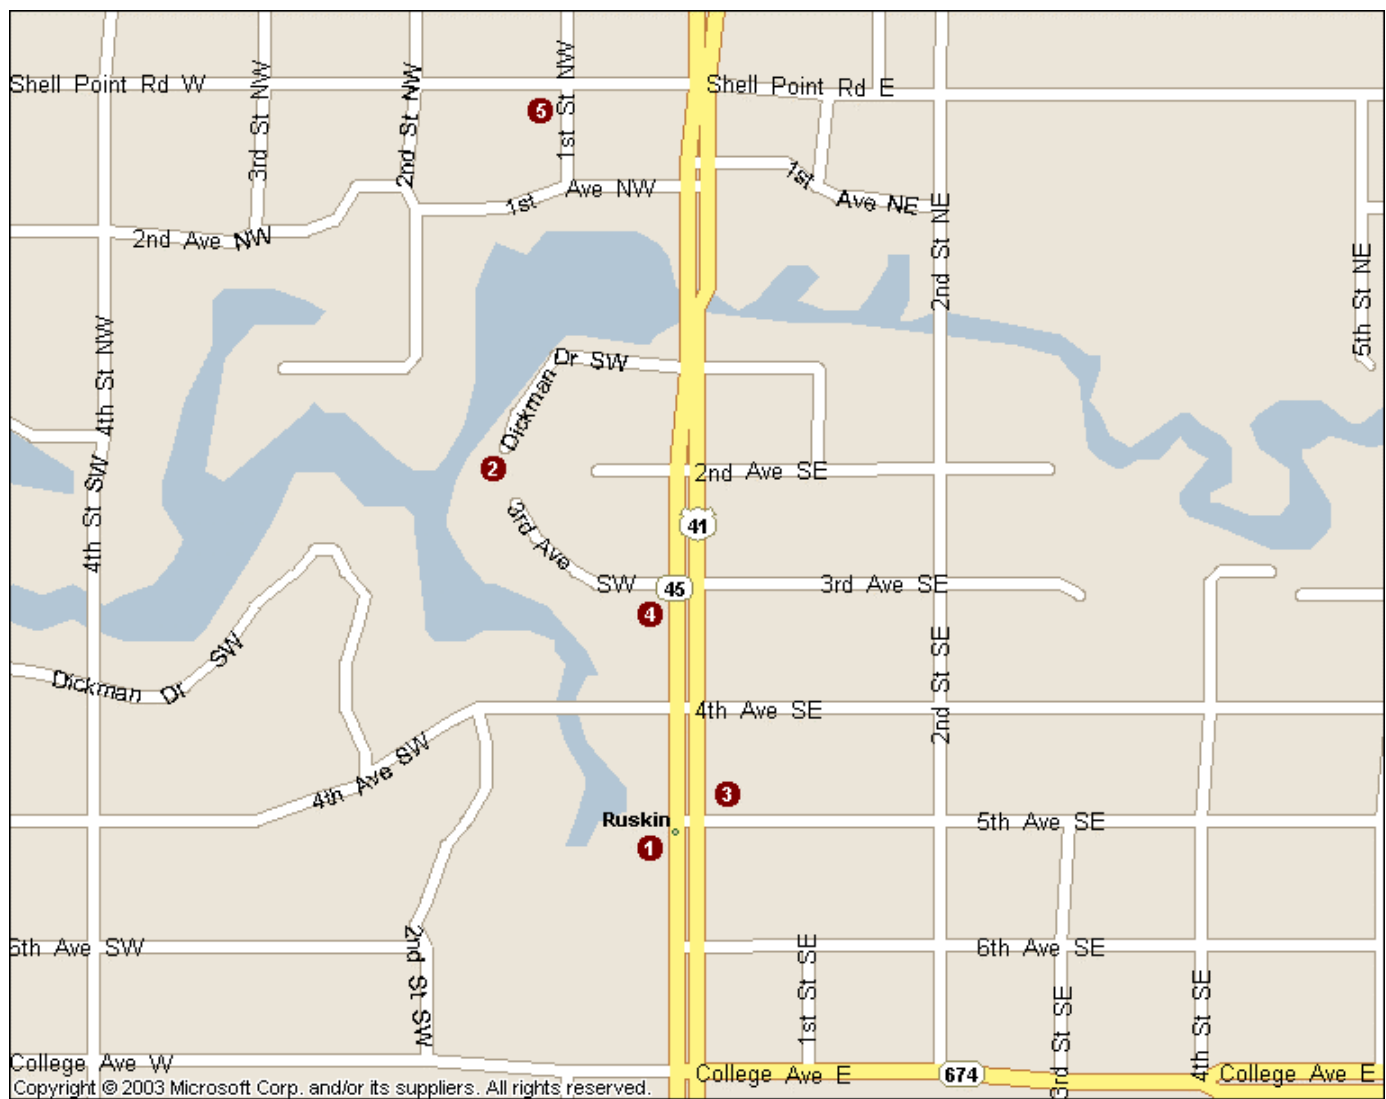 Shell Point Rd W
3rd St NW
2nd St NW
1st St NW
5
Shell Point Rd E
1st Ave NW
1st Ave NE
2nd Ave NW
2nd St NE
5th St NE
4th St NW
Dickman Dr SW
4th St SW
2
2nd Ave SE
41
3rd Ave SW
45
3rd Ave SE
4
Dickman Dr SW
2nd St SE
4th Ave SE
4th Ave SW
3
Ruskin
5th Ave SE
1
6th Ave SW
2nd St SW
6th Ave SE
1st St SE
3rd St SE
4th St SE
College Ave W
College Ave E
674
College Ave E
Copyright © 2003 Microsoft Corp. and/or its suppliers. All rights reserved.